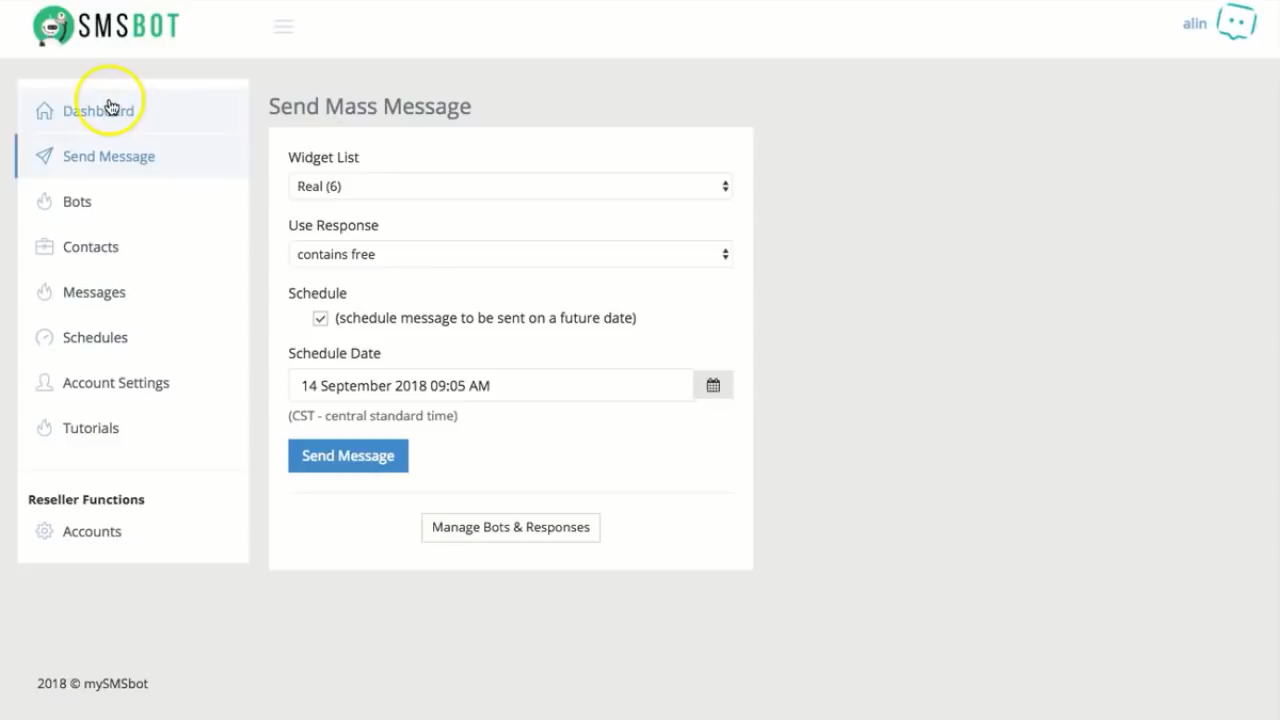 SMSBOT
alin
Dashboard
Send Message
Bots
Contacts
Messages
Schedules
Account Settings
Tutorials
Reseller Functions
Accounts
Send Mass Message
Widget List
Real (6)
Use Response
contains free
Schedule
(schedule message to be sent on a future date)
Schedule Date
14 September 2018 09:05 AM
(CST - central standard time)
Send Message
Manage Bots & Responses
2018 © mySMSbot